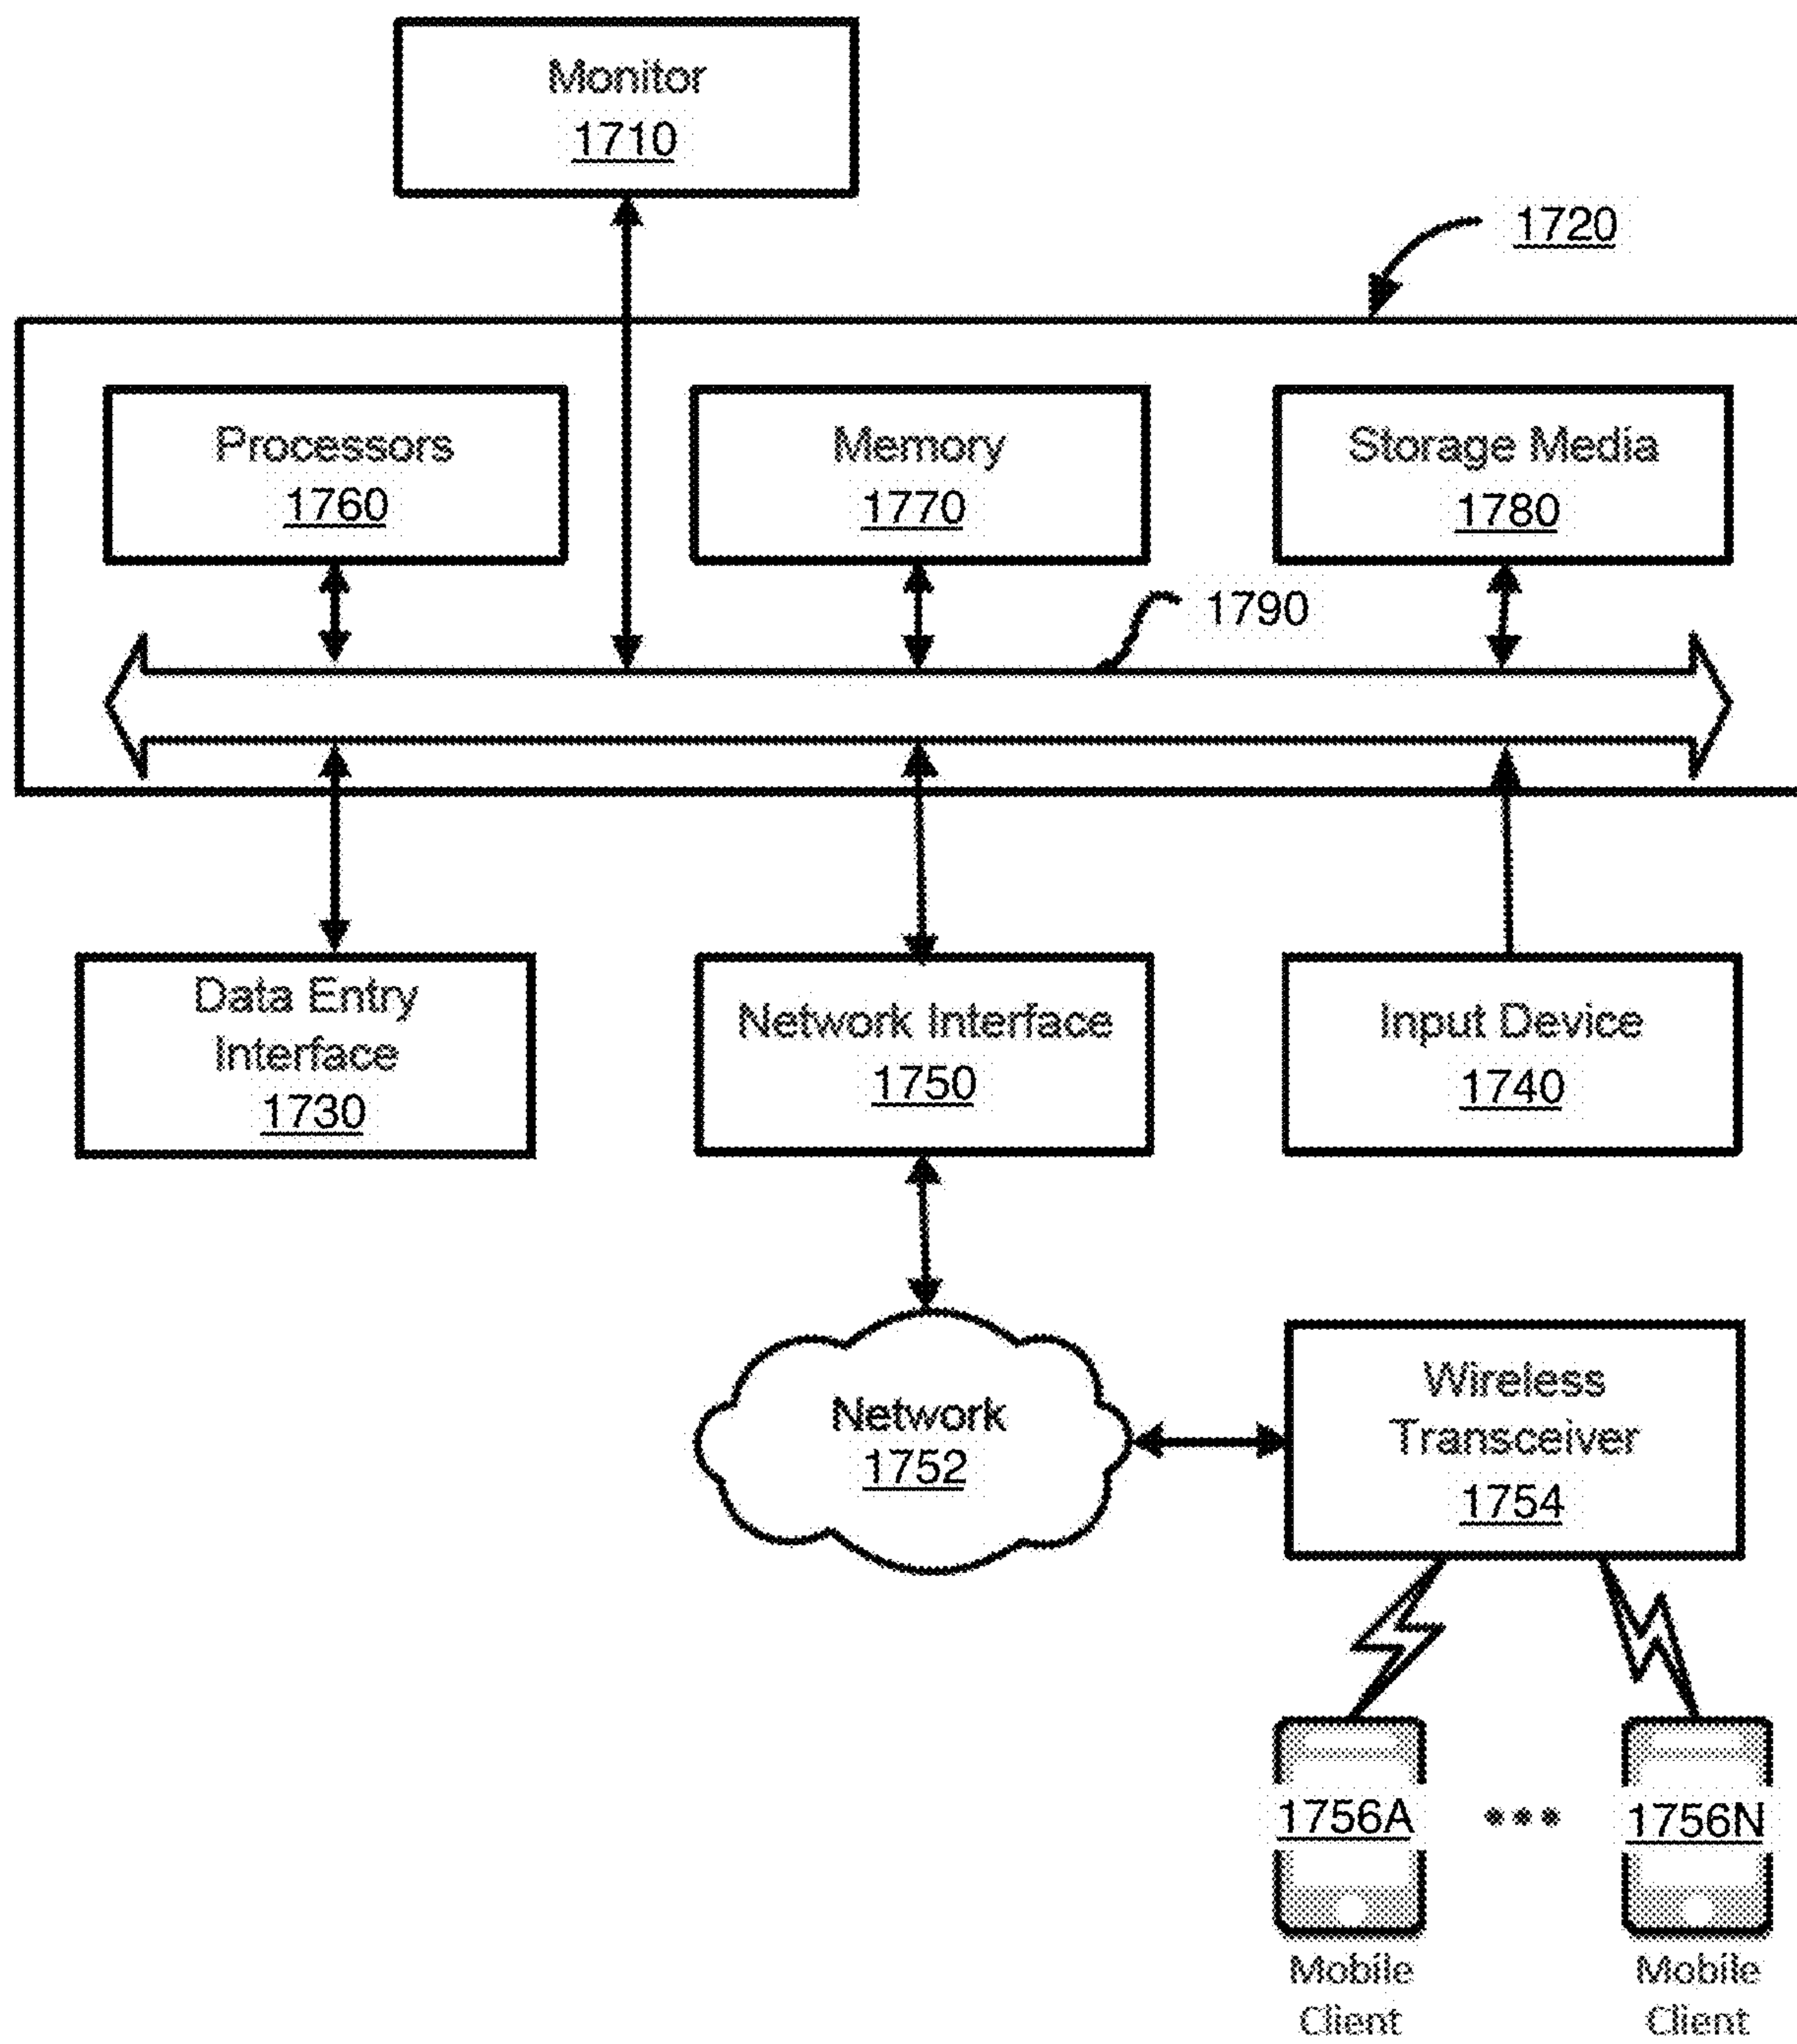 Monitor
1710
1720
Processors
1760
Memory
1770
Storage Media
1780
1790
Data Entry
Interface
1730
Network Interface
1750
Input Device
1740
Network
1752
Wireless
Transceiver
1754
1756A
•••
1756N
Mobile
Client
Mobile
Client